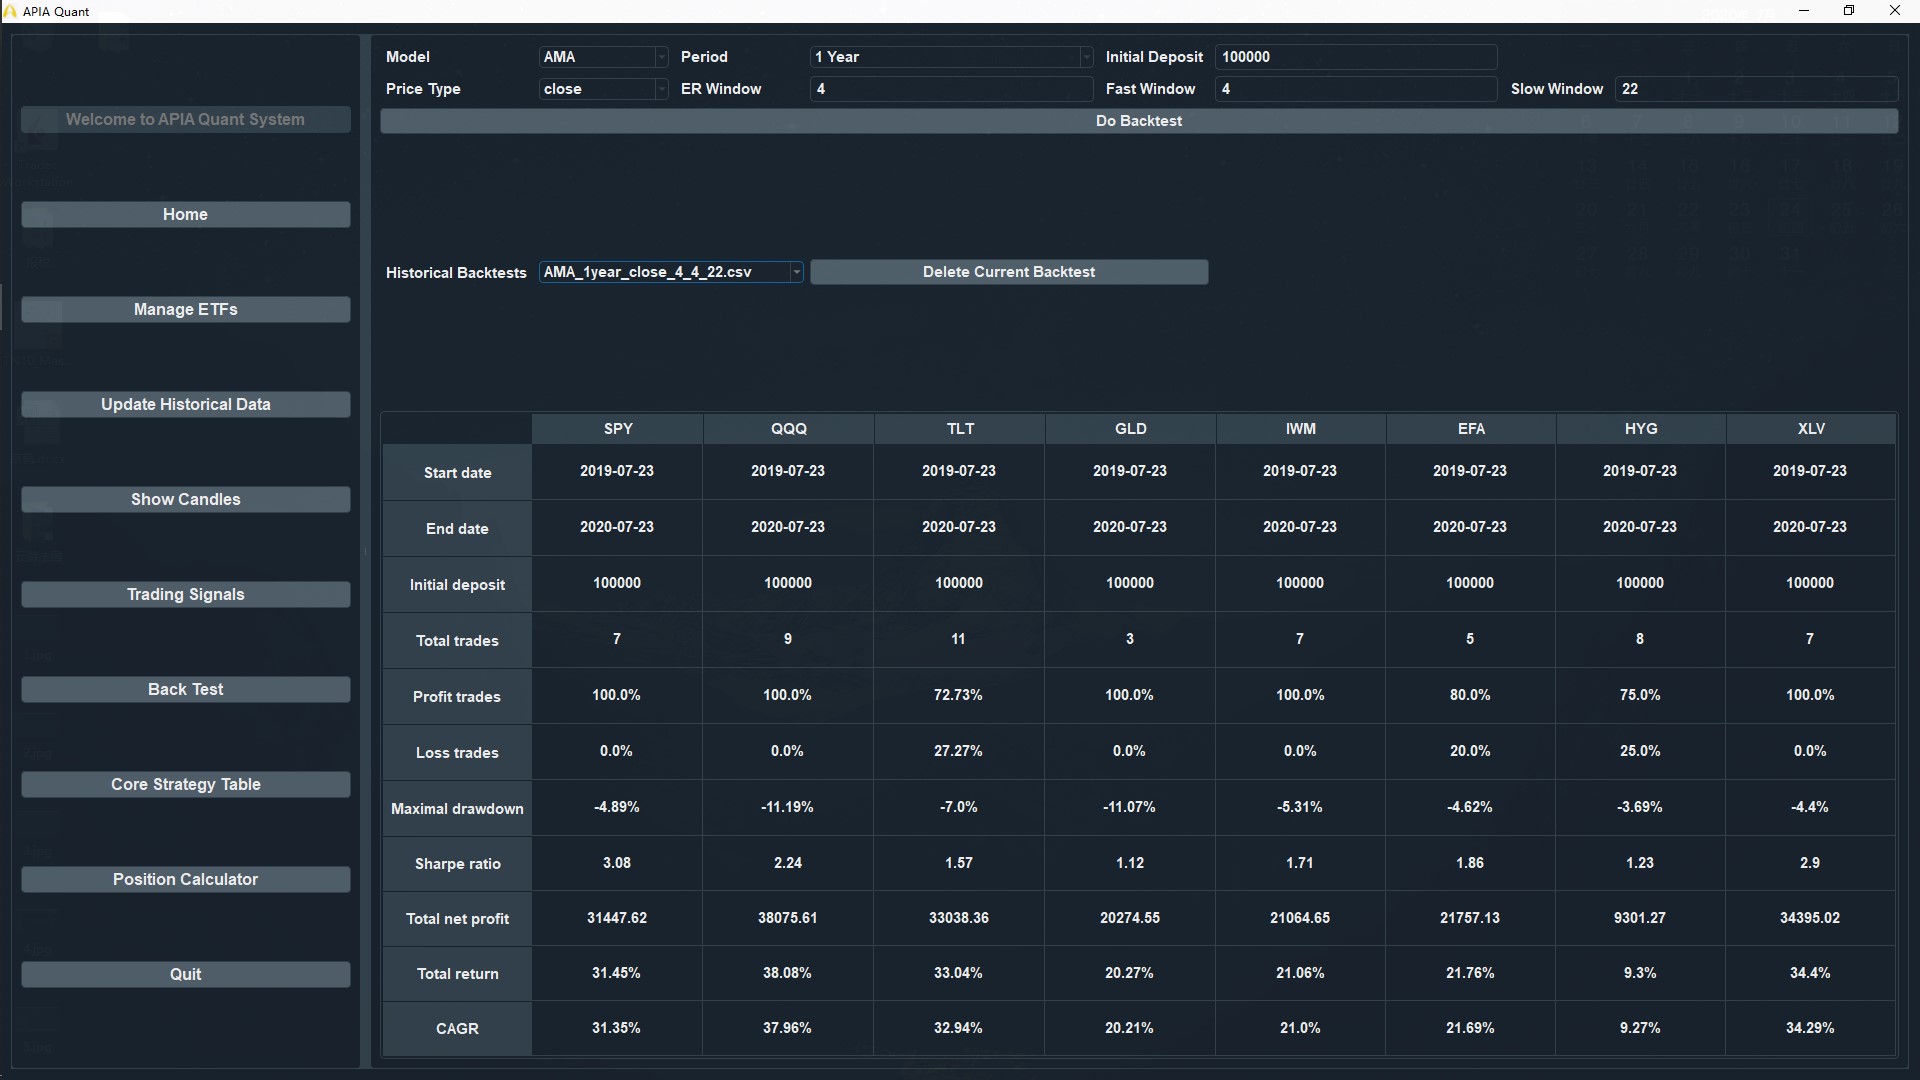 APIA Quant
Model AMA Period 1 Year Initial Deposit 100000
Price Type close ER Window 4 Fast Window 4 Slow Window 22
Do Backtest
Welcome to APIA Quant System
Home
Manage ETFs
Update Historical Data
Show Candles
Trading Signals
Back Test
Core Strategy Table
Position Calculator
Quit
Historical Backtests AMA_1year_close_4_4_22.csv Delete Current Backtest
SPY QQQ TLT GLD IWM EFA HYG XLV
Start date 2019-07-23 2019-07-23 2019-07-23 2019-07-23 2019-07-23 2019-07-23 2019-07-23 2019-07-23
End date 2020-07-23 2020-07-23 2020-07-23 2020-07-23 2020-07-23 2020-07-23 2020-07-23 2020-07-23
Initial deposit 100000 100000 100000 100000 100000 100000 100000 100000
Total trades 7 9 11 3 7 5 8 7
Profit trades 100.0% 100.0% 72.73% 100.0% 100.0% 80.0% 75.0% 100.0%
Loss trades 0.0% 0.0% 27.27% 0.0% 0.0% 20.0% 25.0% 0.0%
Maximal drawdown -4.89% -11.19% -7.0% -11.07% -5.31% -4.62% -3.69% -4.4%
Sharpe ratio 3.08 2.24 1.57 1.12 1.71 1.86 1.23 2.9
Total net profit 31447.62 38075.61 33038.36 20274.55 21064.65 21757.13 9301.27 34395.02
Total return 31.45% 38.08% 33.04% 20.27% 21.06% 21.76% 9.3% 34.4%
CAGR 31.35% 37.96% 32.94% 20.21% 21.0% 21.69% 9.27% 34.29%